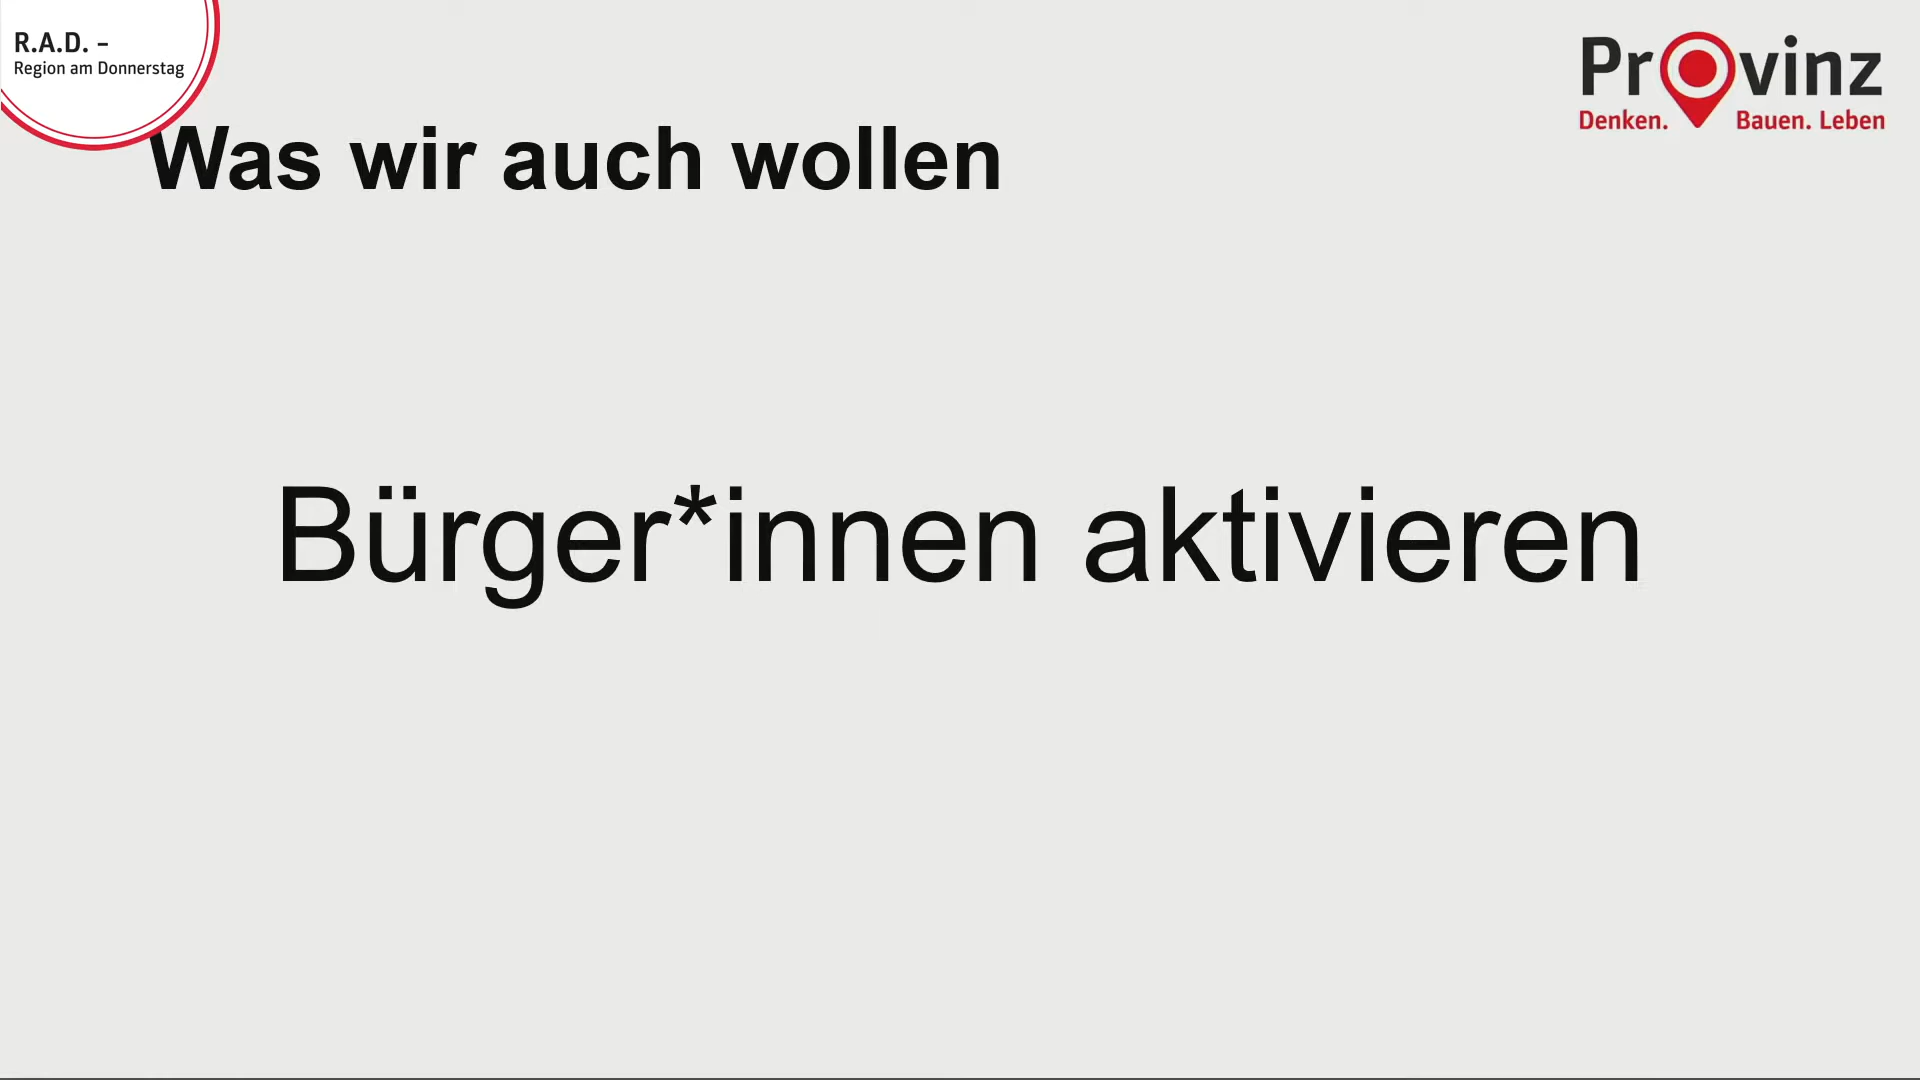 R.A.D. –
Region am Donnerstag
Provinz
Denken. Bauen. Leben
Was wir auch wollen
Bürger*innen aktivieren